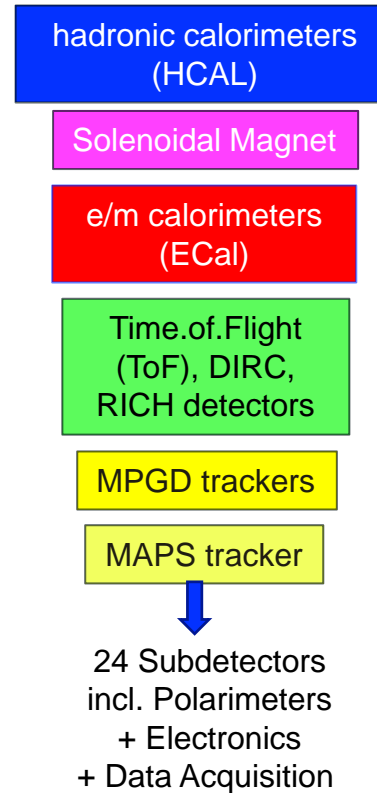 hadronic calorimeters
(HCAL)
Solenoidal Magnet
e/m calorimeters
(ECal)
Time.of.Flight
(ToF), DIRC,
RICH detectors
MPGD trackers
MAPS tracker
24 Subdetectors
incl. Polarimeters
+ Electronics
+ Data Acquisition